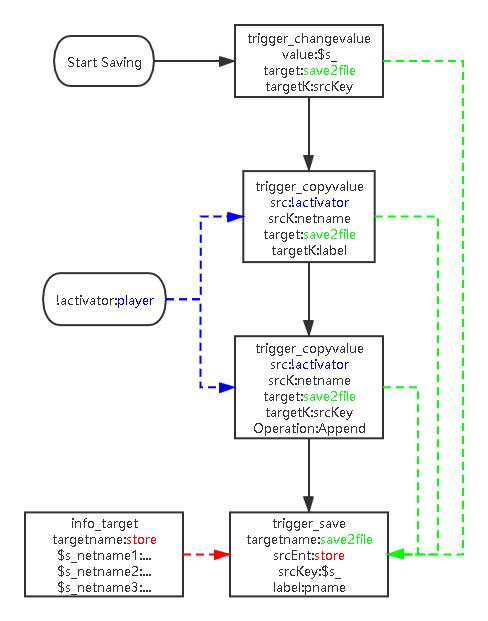 trigger_changevalue
value:$s_
target:save2file
targetK:srcKey
Start Saving
trigger_copyvalue
src:!activator
srcK:netname
target:save2file
targetK:label
!activator:player
trigger_copyvalue
src:!activator
srcK:netname
target:save2file
targetK:srcKey
Operation:Append
info_target
targetname:store
$s_netname1:...
$s_netname2:...
$s_netname3:...
trigger_save
targetname:save2file
srcEnt:store
srcKey:$s_
label:pname